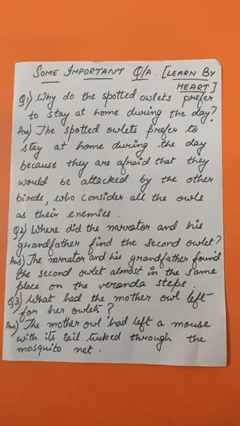 SOME IMPORTANT Q/A. [LEARN BY
HEART]
Q1) Why do the spotted owlets prefer
to stay at home during the day?
Ans) The spotted owlets prefer to
stay at home during the day
because they are afraid that they
would be attacked by the other
birds, who consider all the owls
as their enemies.
Q2) Where did the narrator and his
grandfather find the second owlet?
Ans) The narrator and his grandfather found
the second owlet almost in the same
place on the veranda steps.
Q3) What had the mother owl left
for her owlets?
Ans) The mother owl had left a mouse
with its tail tucked through the
mosquito net.